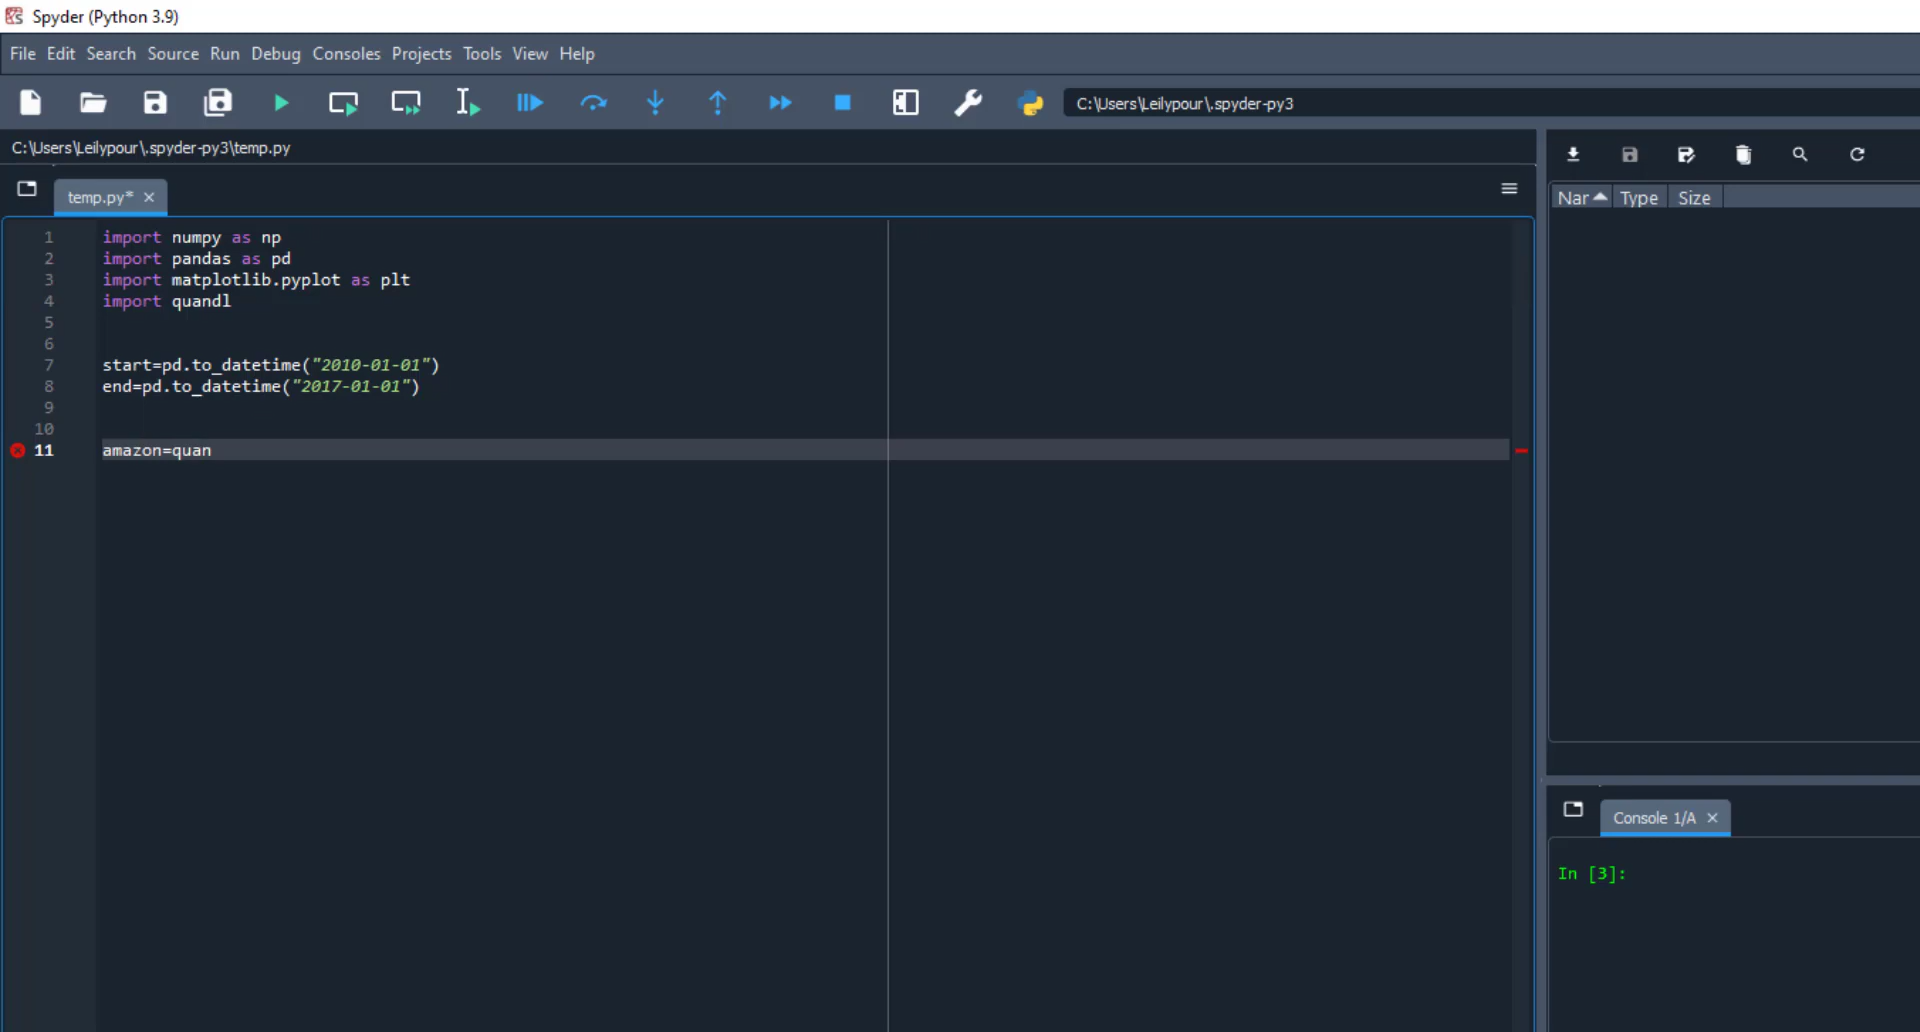 Spyder (Python 3.9)
File Edit Search Source Run Debug Consoles Projects Tools View Help
C:\Users\Leilypour\.spyder-py3
C:\Users\Leilypour\.spyder-py3\temp.py
temp.py*
Nar Type Size
1 import numpy as np
2 import pandas as pd
3 import matplotlib.pyplot as plt
4 import quandl
5
6
7 start=pd.to_datetime("2010-01-01")
8 end=pd.to_datetime("2017-01-01")
9
10
11 amazon=quan
Console 1/A
In [3]: